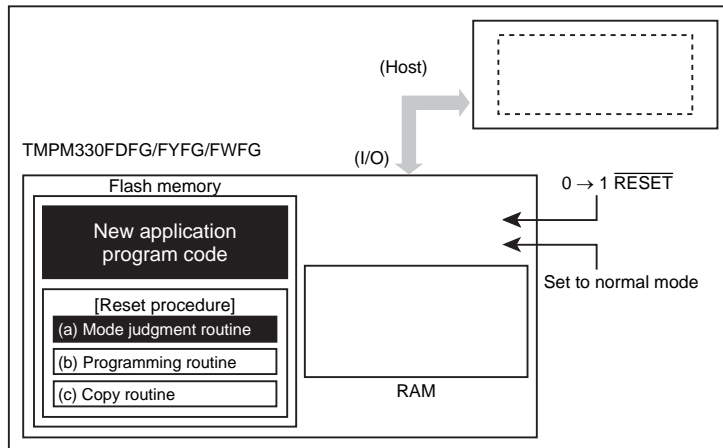 (Host)
TMPM330FDFG/FYFG/FWFG
(I/O)
Flash memory
0 → 1 RESET
New application
program code
Set to normal mode
[Reset procedure]
(a) Mode judgment routine
(b) Programming routine
(c) Copy routine
RAM